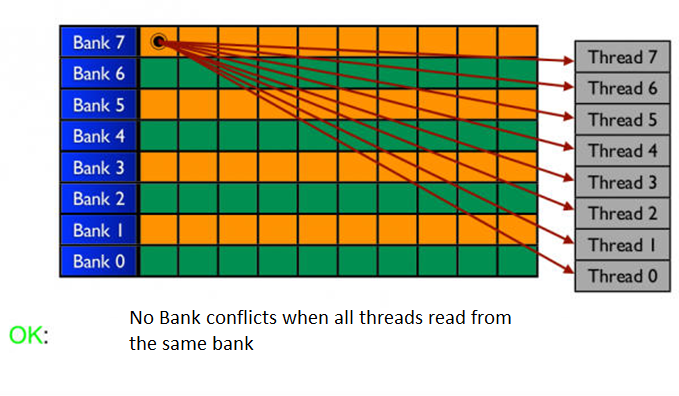 Bank 7
Thread 7
Bank 6
Thread 6
Bank 5
Thread 5
Bank 4
Thread 4
Bank 3
Thread 3
Bank 2
Thread 2
Bank 1
Thread 1
Bank 0
Thread 0
OK:
No Bank conflicts when all threads read from
the same bank